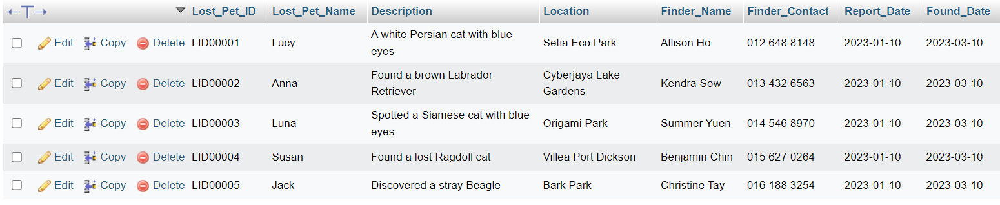 Lost_Pet_ID Lost_Pet_Name Description Location Finder_Name Finder_Contact Report_Date Found_Date
Edit Copy Delete LID00001 Lucy A white Persian cat with blue eyes Setia Eco Park Allison Ho 012 648 8148 2023-01-10 2023-03-10
Edit Copy Delete LID00002 Anna Found a brown Labrador Retriever Cyberjaya Lake Gardens Kendra Sow 013 432 6563 2023-01-10 2023-03-10
Edit Copy Delete LID00003 Luna Spotted a Siamese cat with blue eyes Origami Park Summer Yuen 014 546 8970 2023-01-10 2023-03-10
Edit Copy Delete LID00004 Susan Found a lost Ragdoll cat Villea Port Dickson Benjamin Chin 015 627 0264 2023-01-10 2023-03-10
Edit Copy Delete LID00005 Jack Discovered a stray Beagle Bark Park Christine Tay 016 188 3254 2023-01-10 2023-03-10